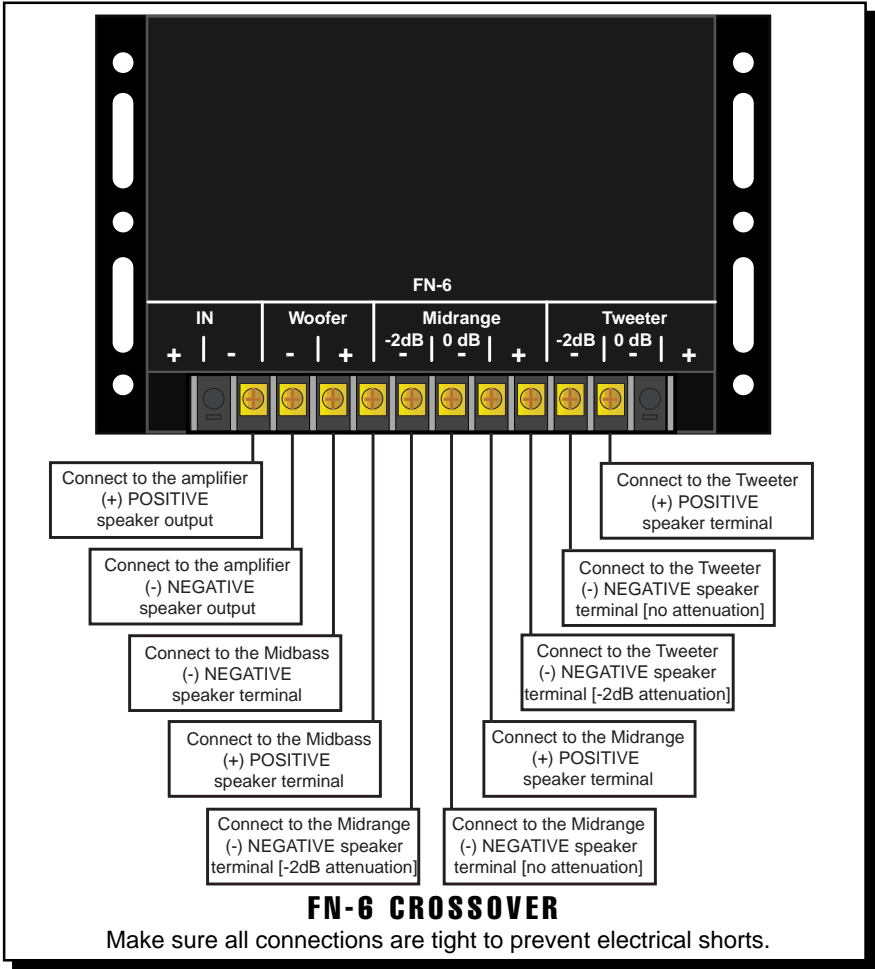 FN-6
IN Woofer Midrange Tweeter
-2dB 0 dB -2dB 0 dB
+ - - + - - + - - +
Connect to the amplifier
(+) POSITIVE
speaker output
Connect to the Tweeter
(+) POSITIVE
speaker terminal
Connect to the amplifier
(-) NEGATIVE
speaker output
Connect to the Tweeter
(-) NEGATIVE speaker
terminal [no attenuation]
Connect to the Midbass
(-) NEGATIVE
speaker terminal
Connect to the Tweeter
(-) NEGATIVE speaker
terminal [-2dB attenuation]
Connect to the Midbass
(+) POSITIVE
speaker terminal
Connect to the Midrange
(+) POSITIVE
speaker terminal
Connect to the Midrange
(-) NEGATIVE speaker
terminal [-2dB attenuation]
Connect to the Midrange
(-) NEGATIVE speaker
terminal [no attenuation]
FN-6 CROSSOVER
Make sure all connections are tight to prevent electrical shorts.